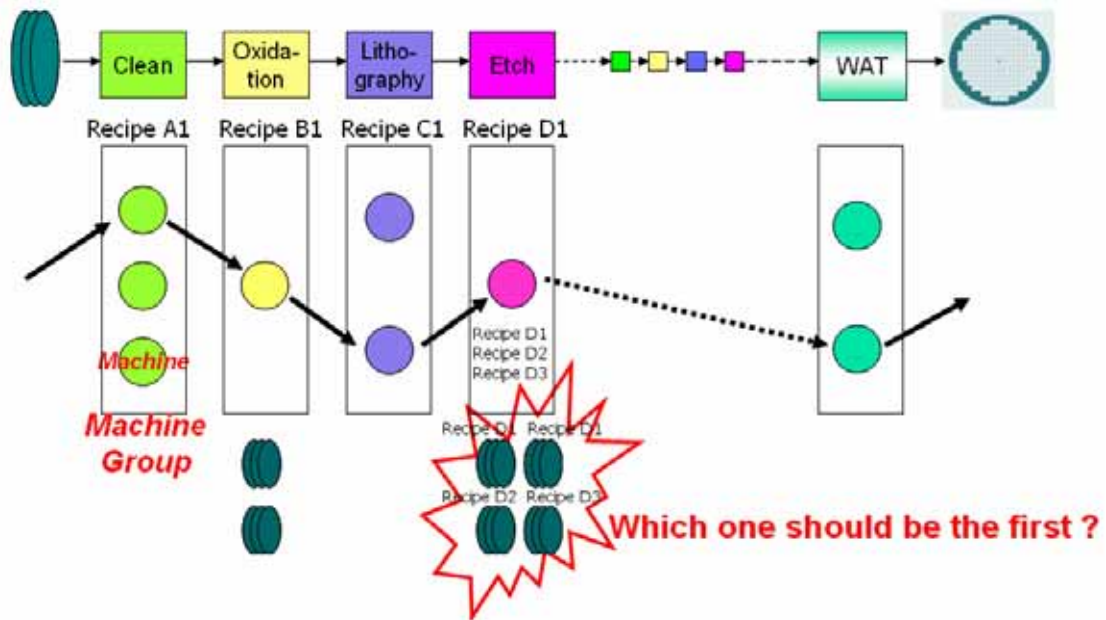 Clean
Oxida-
tion
Litho-
graphy
Etch
WAT
Recipe A1
Recipe B1
Recipe C1
Recipe D1
Machine
Recipe D1
Recipe D2
Recipe D3
Machine
Group
Recipe D1
Recipe D1
Recipe D2
Recipe D3
Which one should be the first ?